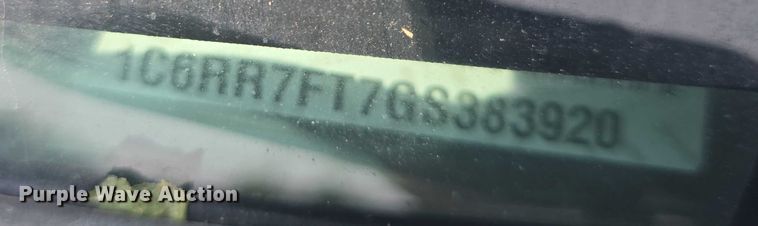 1C6RR7FT7GS383920
Purple Wave Auction